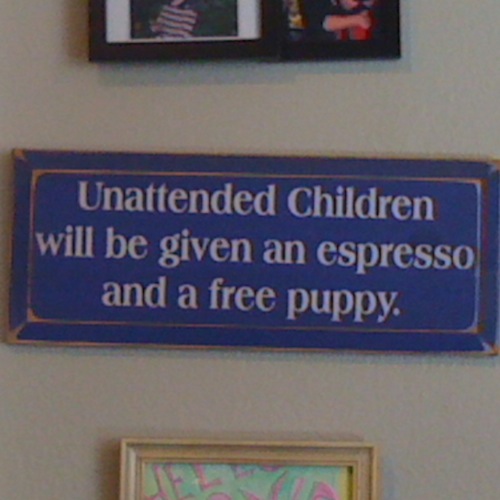 Unattended Children
will be given an espresso
and a free puppy.